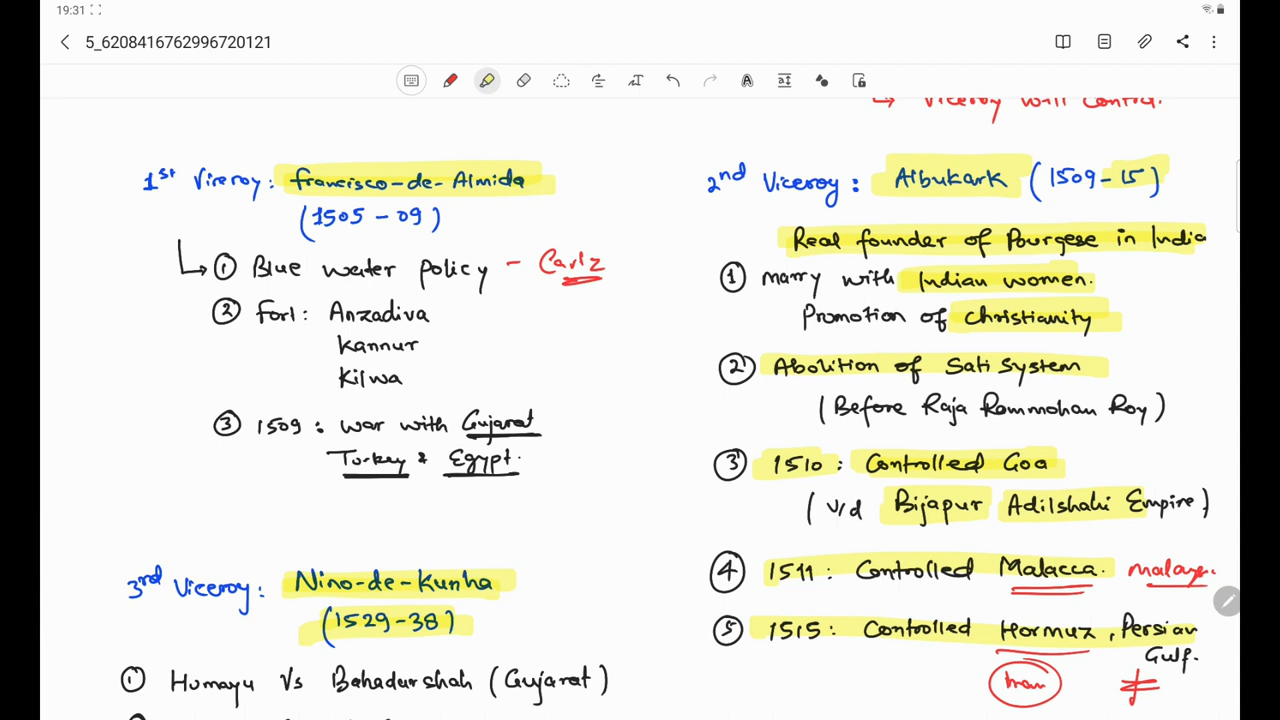 19:31
5_6208416762996720121
↳ Viceroy will control.
1st Viceroy: Francisco-de-Almida
(1505-09)
① Blue water policy - Cartz
② Fort: Anzadiva
Kannur
Kilwa
③ 1509: war with Gujarat
Turkey & Egypt.
2nd Viceroy: Albukark (1509-15)
Real founder of Pourgese in India
① marry with Indian women.
Promotion of Christianity
② Abolition of Sati System
(Before Raja Rammohan Roy)
③ 1510: Controlled Goa
(v/d Bijapur Adilshahi Empire)
④ 1511: Controlled Malacca. malaya.
⑤ 1515: Controlled Hormuz, Persian
Gulf.
Iran
3rd Viceroy: Nino-de-Kunha
(1529-38)
① Humayu Vs Bahadurshah (Gujarat)